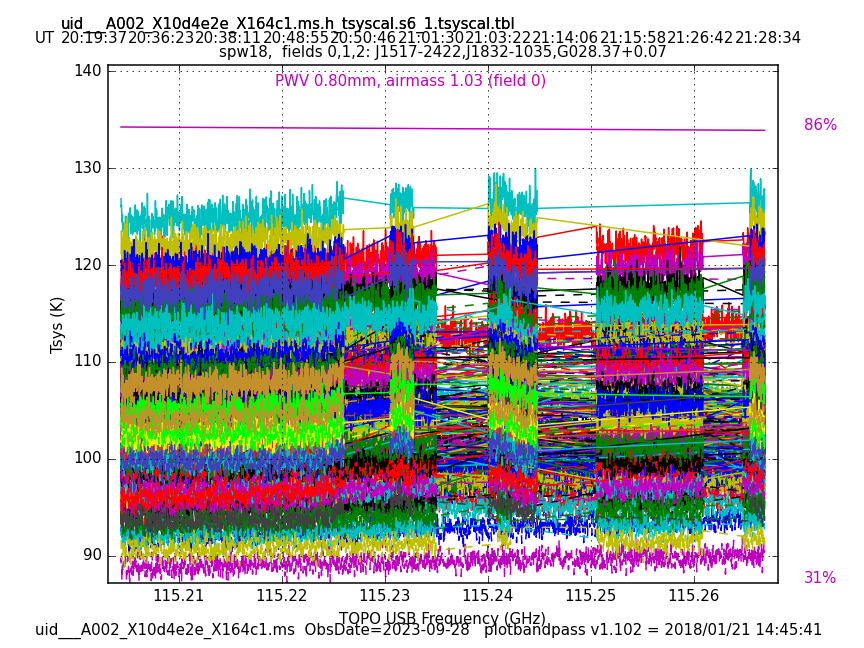 uid___A002_X10d4e2e_X164c1.ms.h_tsyscal.s6_1.tsyscal.tbl
UT 20:19:37 20:36:23 20:38:11 20:48:55 20:50:46 21:01:30 21:03:22 21:14:06 21:15:58 21:26:42 21:28:34
spw18, fields 0,1,2: J1517-2422,J1832-1035,G028.37+0.07
140
PWV 0.80mm, airmass 1.03 (field 0)
86%
130
120
Tsys (K)
110
100
90
31%
115.21 115.22 115.23 115.24 115.25 115.26
TOPO USB Frequency (GHz)
uid___A002_X10d4e2e_X164c1.ms ObsDate=2023-09-28 plotbandpass v1.102 = 2018/01/21 14:45:41